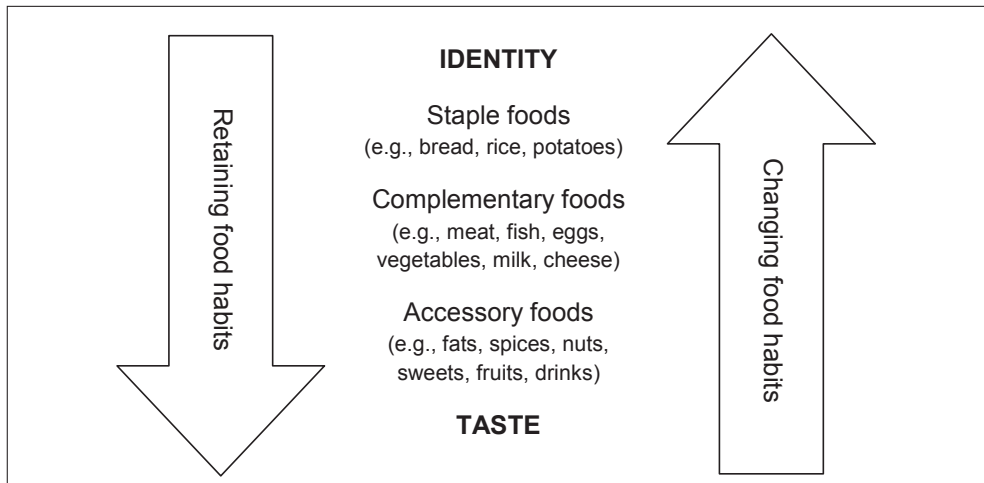 IDENTITY
Retaining food habits
Staple foods
(e.g., bread, rice, potatoes)
Complementary foods
(e.g., meat, fish, eggs,
vegetables, milk, cheese)
Accessory foods
(e.g., fats, spices, nuts,
sweets, fruits, drinks)
TASTE
Changing food habits